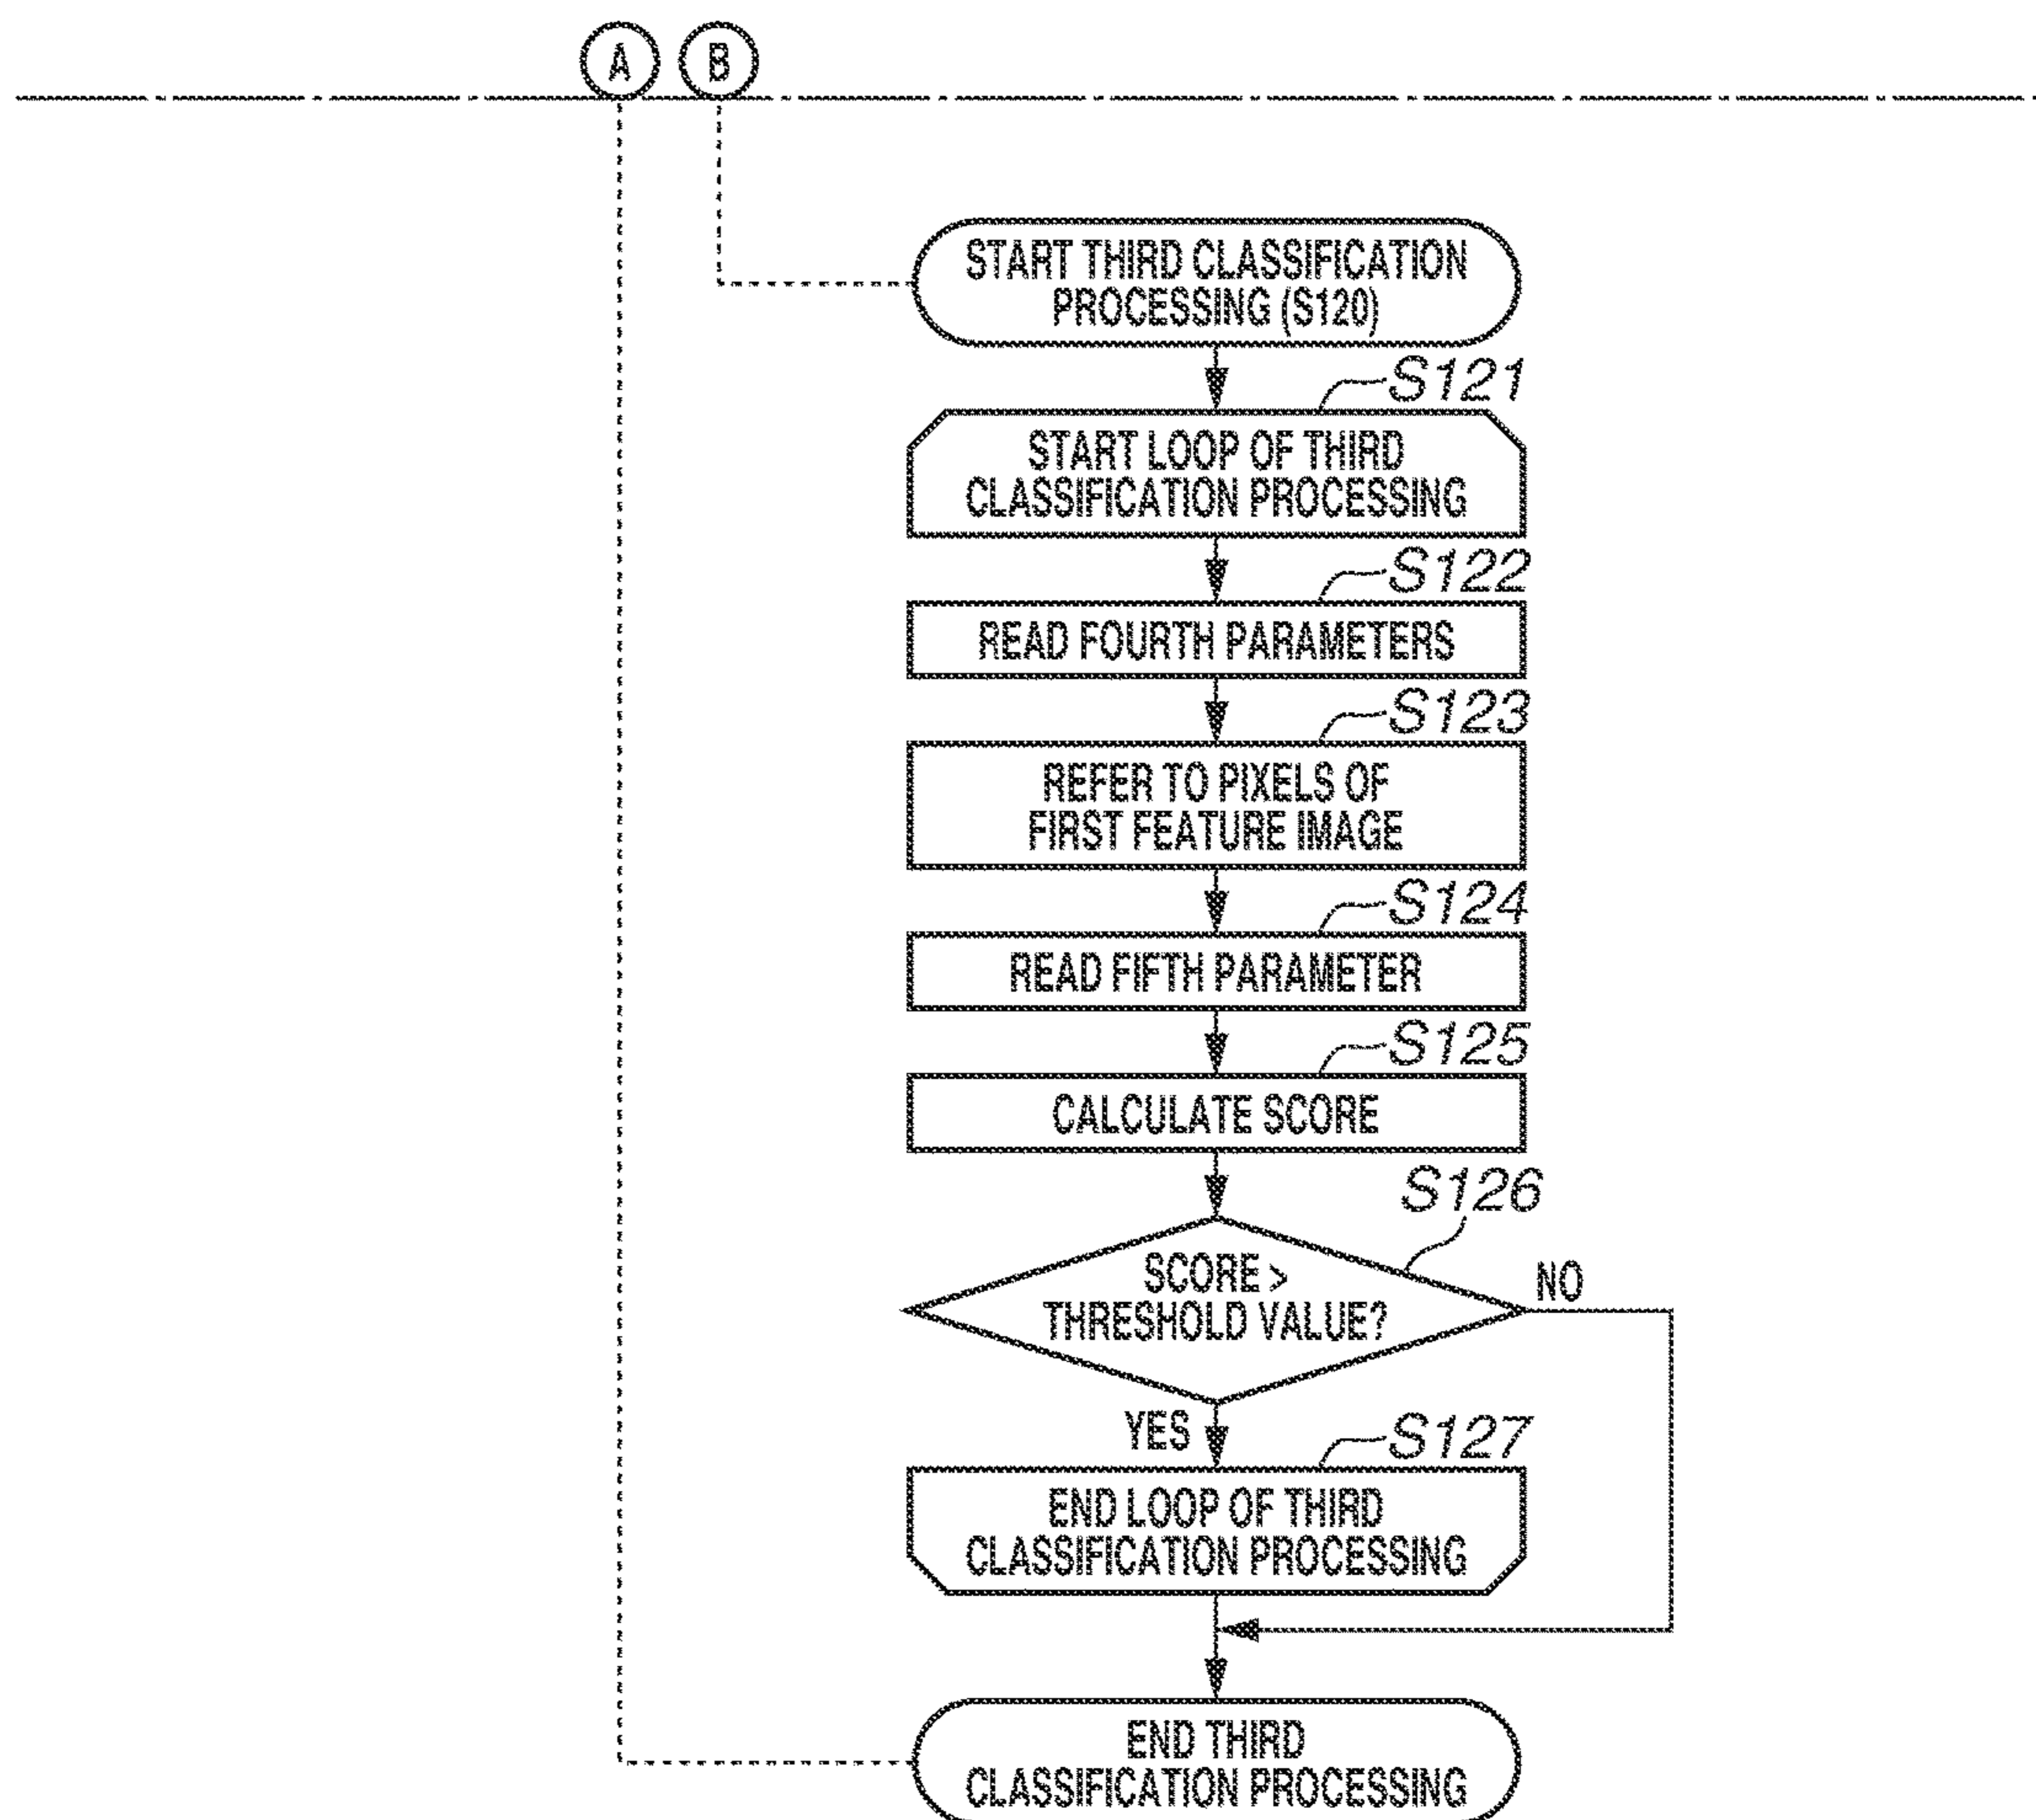 A B
START THIRD CLASSIFICATION
PROCESSING (S120)
S121
START LOOP OF THIRD
CLASSIFICATION PROCESSING
S122
READ FOURTH PARAMETERS
S123
REFER TO PIXELS OF
FIRST FEATURE IMAGE
S124
READ FIFTH PARAMETER
S125
CALCULATE SCORE
S126
SCORE >
THRESHOLD VALUE?
NO
YES
S127
END LOOP OF THIRD
CLASSIFICATION PROCESSING
END THIRD
CLASSIFICATION PROCESSING